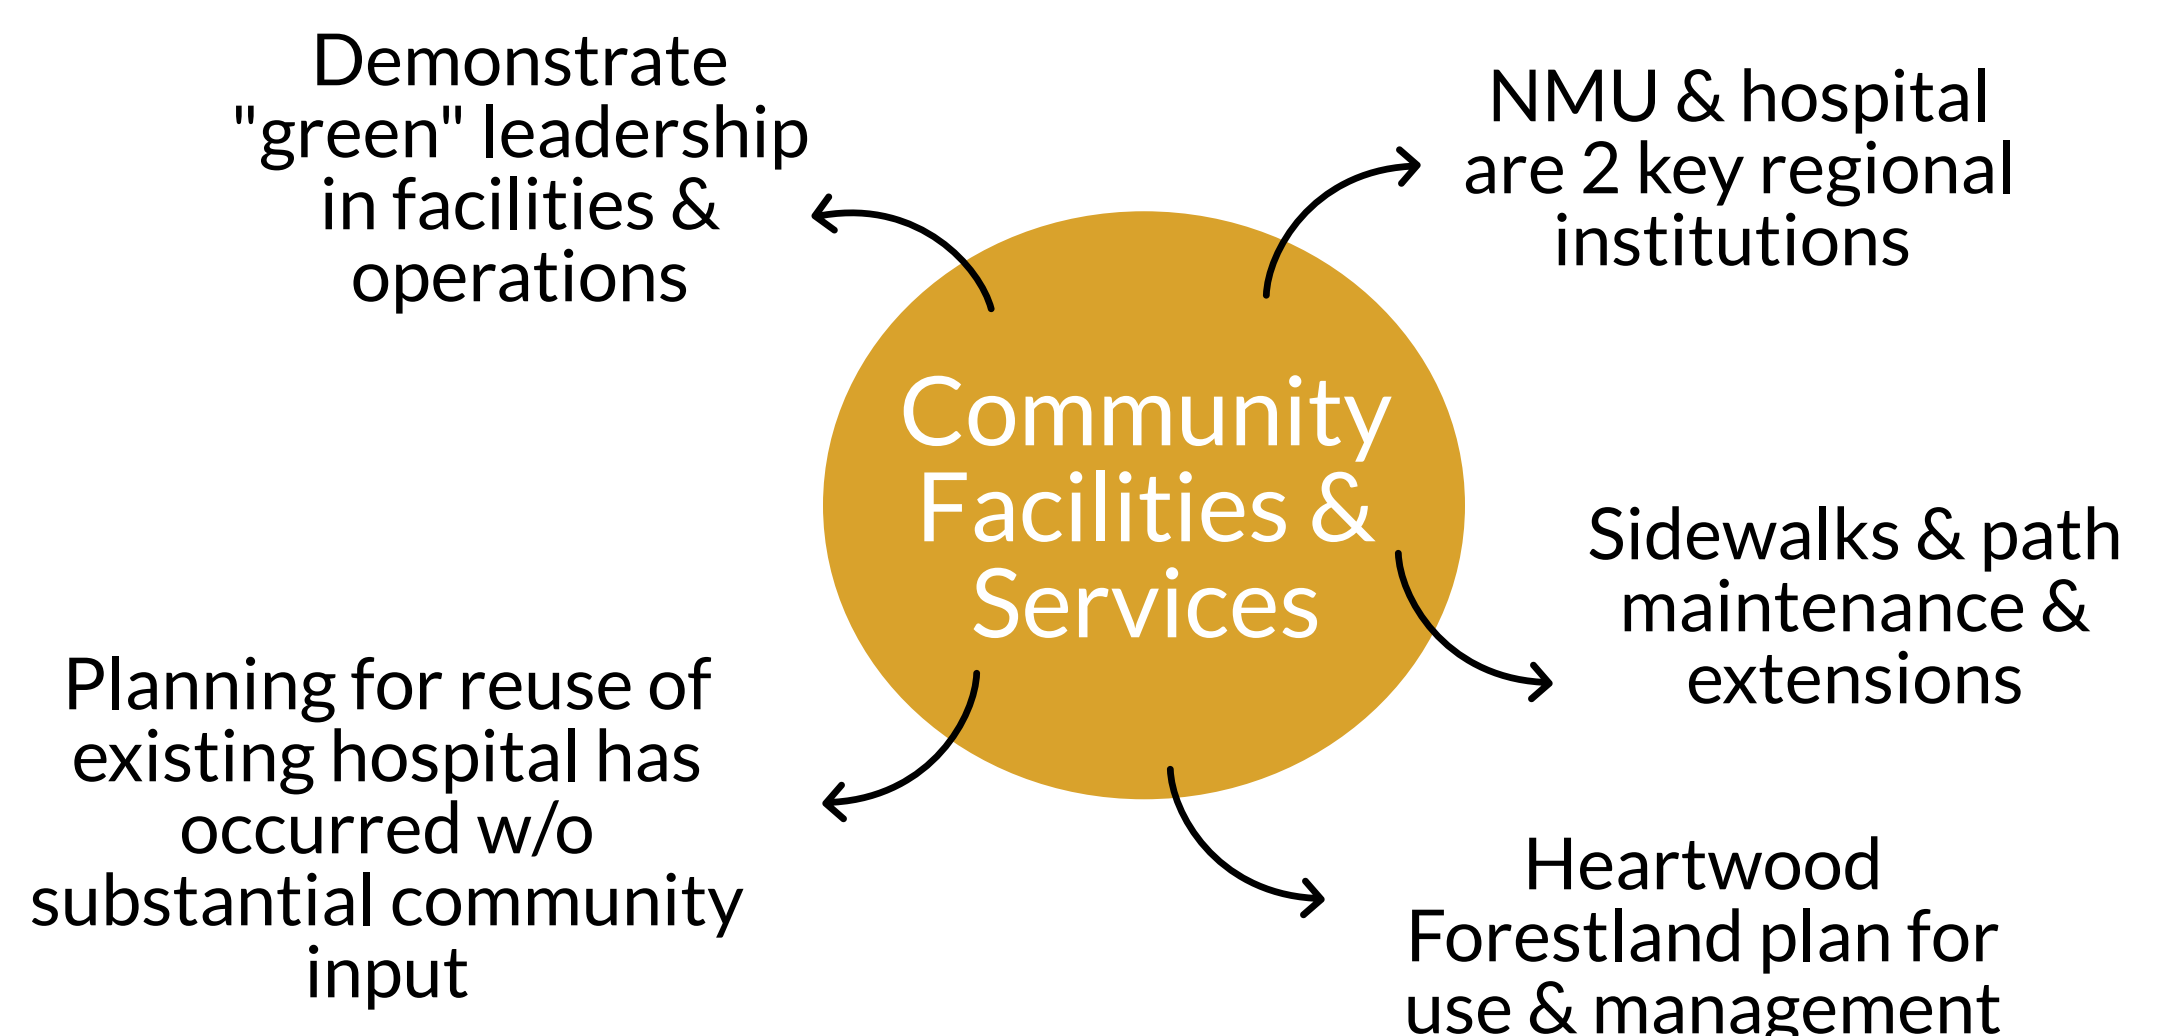 Demonstrate
"green" leadership
in facilities &
operations
NMU & hospital
are 2 key regional
institutions
Community
Facilities &
Services
Sidewalks & path
maintenance &
extensions
Planning for reuse of
existing hospital has
occurred w/o
substantial community
input
Heartwood
Forestland plan for
use & management